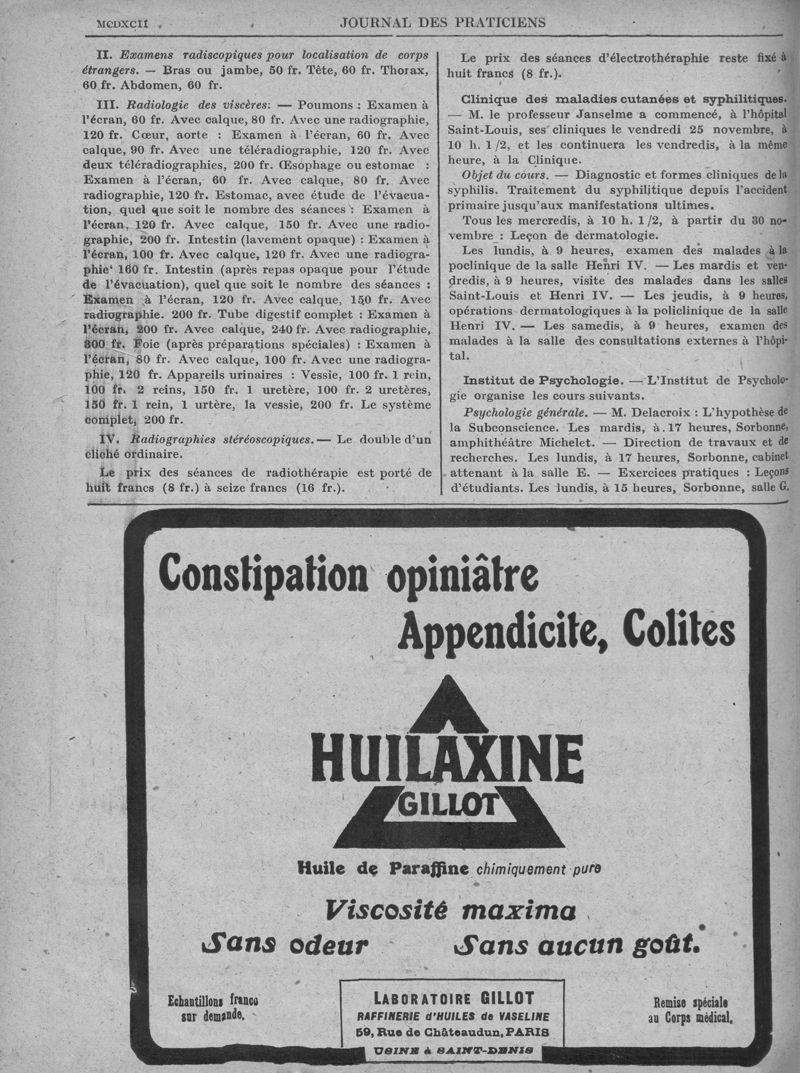 MCDXCII
JOURNAL DES PRATICIENS
II. Examens radiscopiques pour localisation de corps
étrangers. — Bras ou jambe, 50 fr. Tête, 60 fr. Thorax,
60 fr. Abdomen, 60 fr.
III. Radiologie des viscères: — Poumons : Examen à
l'écran, 60 fr. Avec calque, 80 fr. Avec une radiographie,
120 fr. Cœur, aorte : Examen à l'écran, 60 fr. Avec
calque, 90 fr. Avec une téléradiographie, 120 fr. Avec
deux téléradiographies, 200 fr. Œsophage ou estomac :
Examen à l'écran, 60 fr. Avec calque, 80 fr. Avec
radiographie, 120 fr. Estomac, avec étude de l'évacua-
tion, quel que soit le nombre des séances : Examen à
l'écran, 120 fr. Avec calque, 150 fr. Avec une radio-
graphie, 200 fr. Intestin (lavement opaque) : Examen à
l'écran, 100 fr. Avec calque, 120 fr. Avec une radiogra-
phie' 160 fr. Intestin (après repas opaque pour l'étude
de l'évacuation), quel que soit le nombre des séances :
Examen à l'écran, 120 fr. Avec calque, 150 fr. Avec
radiographie. 200 fr. Tube digestif complet : Examen à
l'écran, 200 fr. Avec calque, 240 fr. Avec radiographie,
300 fr. Foie (après préparations spéciales) : Examen à
l'écran, 80 fr. Avec calque, 100 fr. Avec une radiogra-
phie, 120 fr. Appareils urinaires : Vessie, 100 fr. 1 rein,
100 fr. 2 reins, 150 fr. 1 uretère, 100 fr. 2 uretères,
150 fr. 1 rein, 1 urtère, la vessie, 200 fr. Le système
complet, 200 fr.
IV. Radiographies stéréoscopiques. — Le double d'un
cliché ordinaire.
Le prix des séances de radiothérapie est porté de
huit francs (8 fr.) à seize francs (16 fr.).
Le prix des séances d'électrothéraphie reste fixé à
huit francs (8 fr.).
Clinique des maladies cutanées et syphilitiques.
— M. le professeur Janselme a commencé, à l'hôpital
Saint-Louis, ses cliniques le vendredi 25 novembre, à
10 h. 1/2, et les continuera les vendredis, à la même
heure, à la Clinique.
Objet du cours. — Diagnostic et formes cliniques de la
syphilis. Traitement du syphilitique depuis l'accident
primaire jusqu'aux manifestations ultimes.
Tous les mercredis, à 10 h. 1/2, à partir du 30 no-
vembre : Leçon de dermatologie.
Les lundis, à 9 heures, examen des malades à la
poclinique de la salle Henri IV. — Les mardis et ven-
dredis, à 9 heures, visite des malades dans les salles
Saint-Louis et Henri IV. — Les jeudis, à 9 heures,
opérations dermatologiques à la policlinique de la salle
Henri IV. — Les samedis, à 9 heures, examen des
malades à la salle des consultations externes à l'hôpi-
tal.
Institut de Psychologie. — L'Institut de Psycholo-
gie organise les cours suivants.
Psychologie générale. — M. Delacroix : L'hypothèse de
la Subconscience. Les mardis, à 17 heures, Sorbonne,
amphithéâtre Michelet. — Direction de travaux et de
recherches. Les lundis, à 17 heures, Sorbonne, cabinet
attenant à la salle E. — Exercices pratiques : Leçons
d'étudiants. Les lundis, à 15 heures, Sorbonne, salle G.
Constipation opiniâtre
Appendicite, Colites
HUILAXINE
GILLOT
Huile de Paraffine chimiquement pure
Viscosité maxima
Sans odeur Sans aucun goût.
Echantillons franco
sur demande.
LABORATOIRE GILLOT
RAFFINERIE d'HUILES de VASELINE
59, Rue de Châteaudun, PARIS
USINE à SAINT-DENIS
Remise spéciale
au Corps médical.